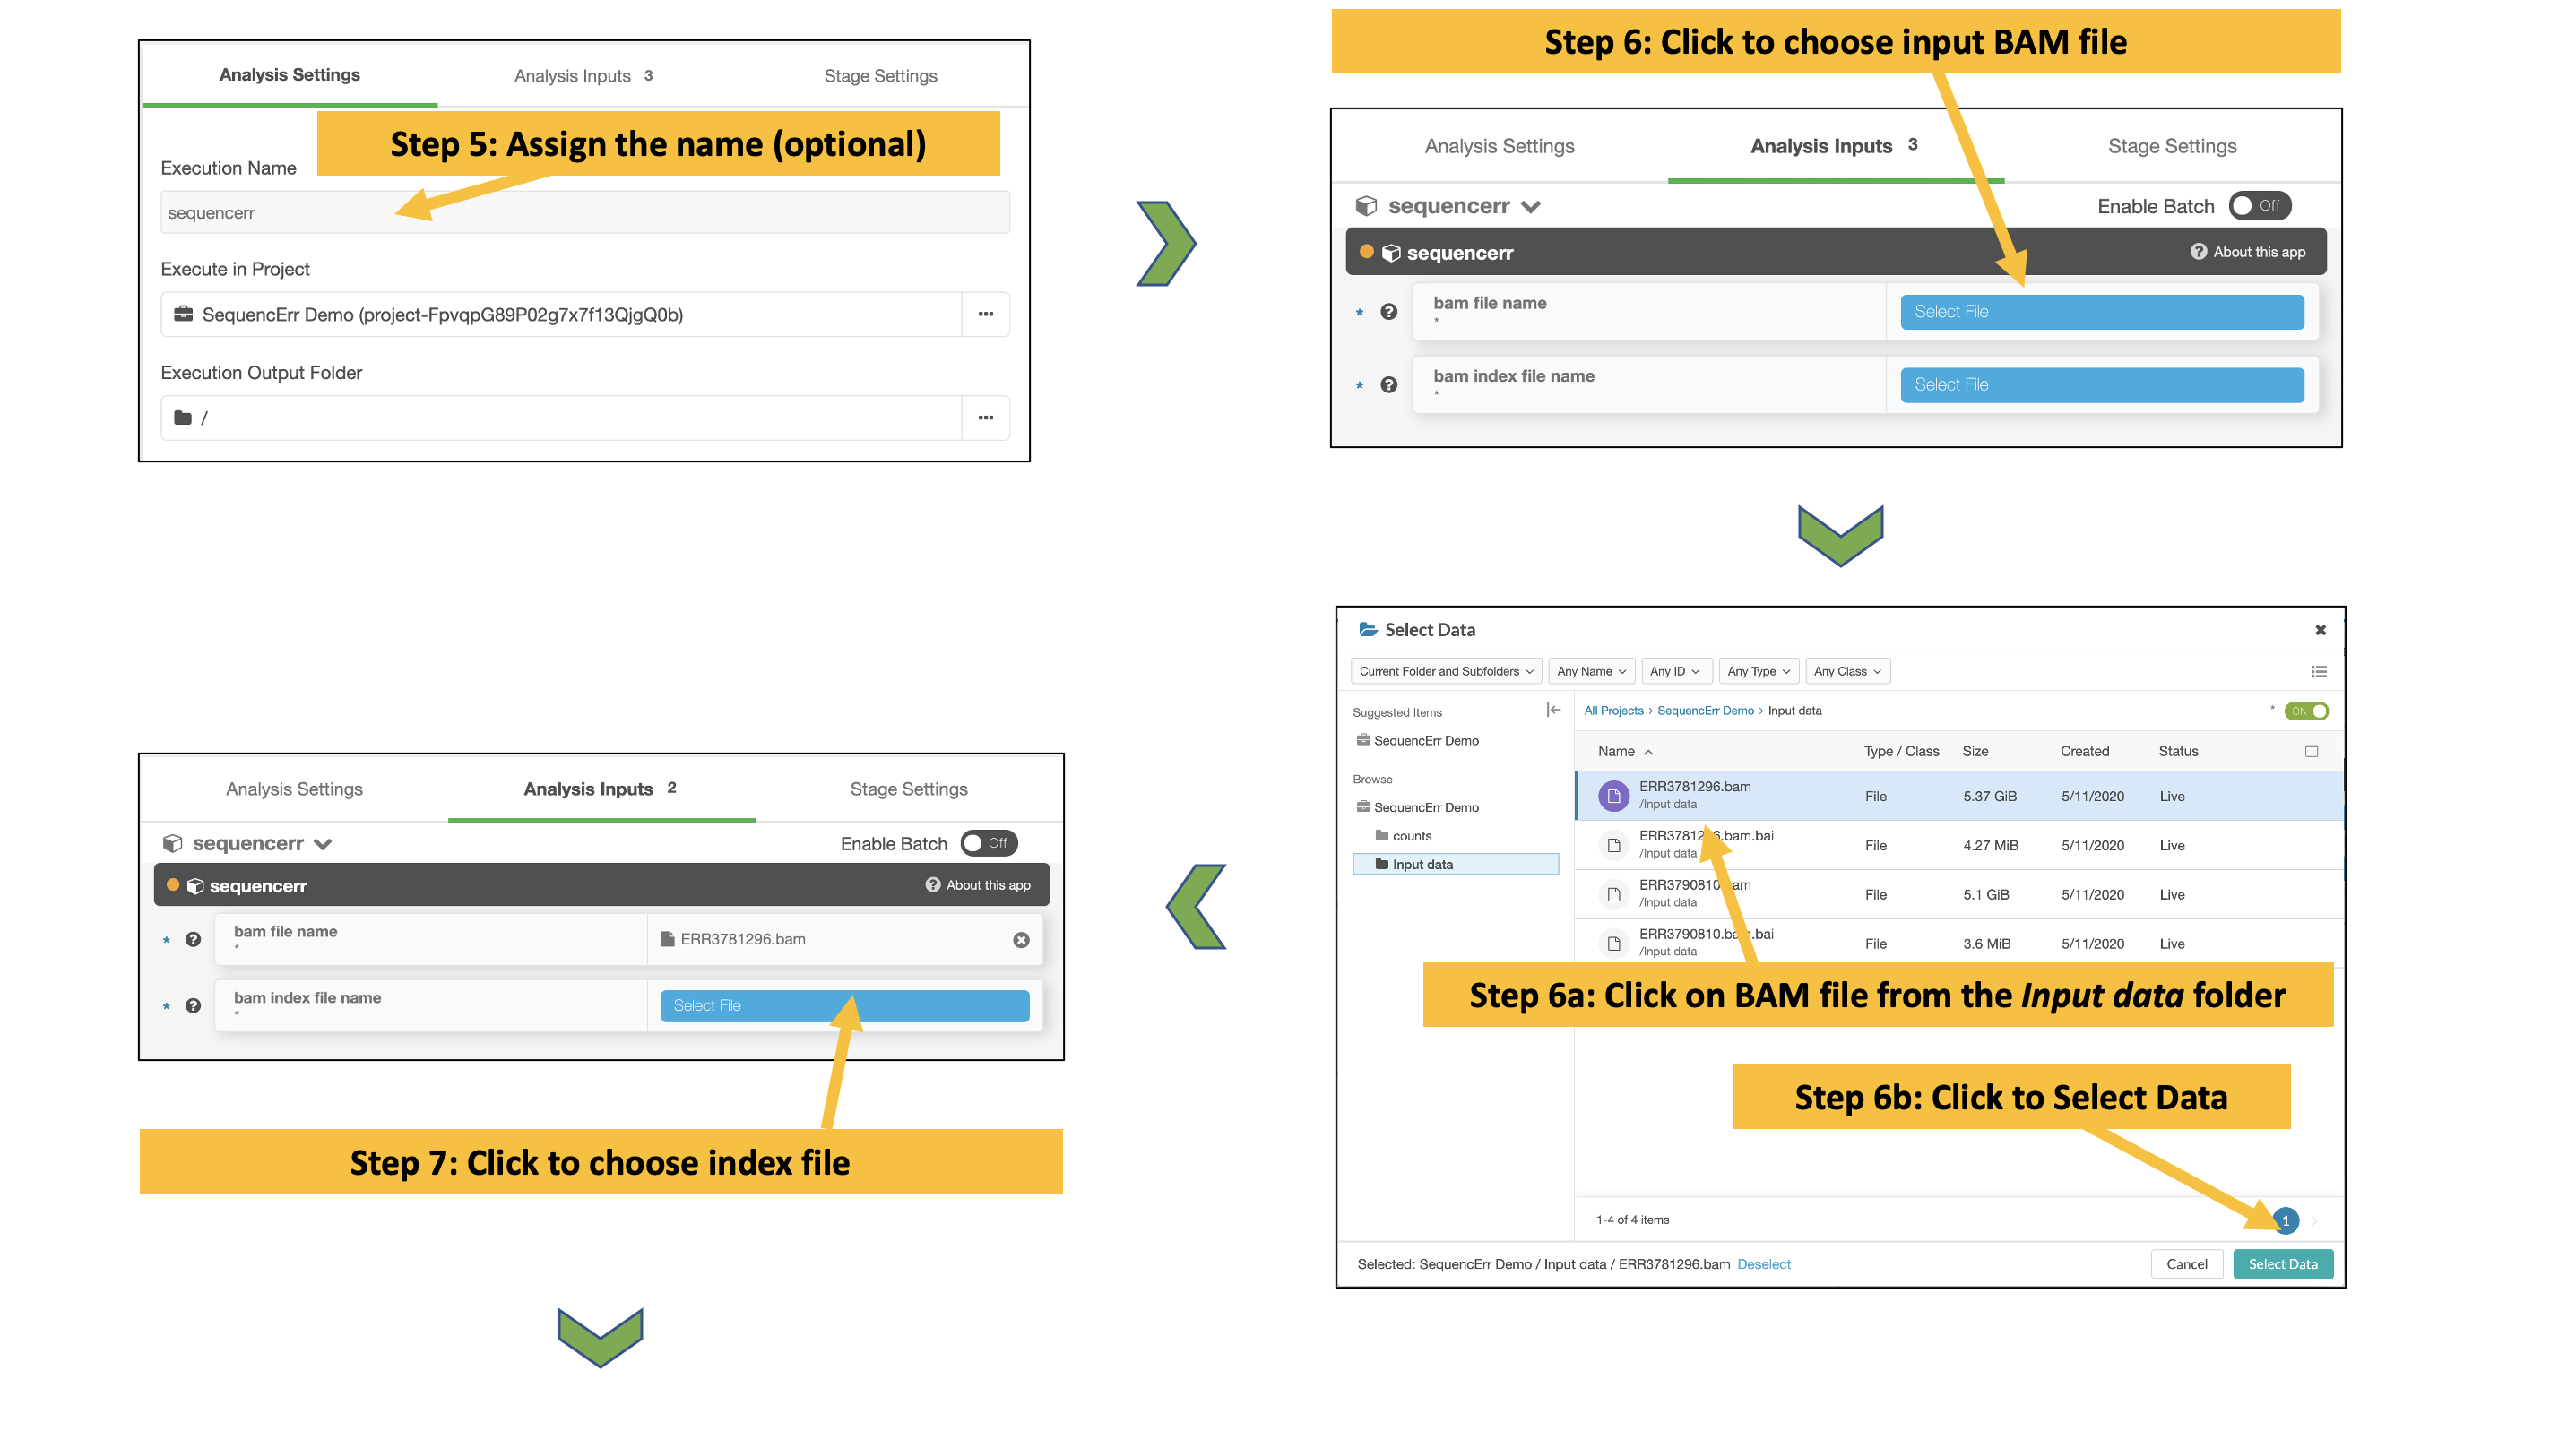 Analysis Settings
Analysis Inputs 3
Stage Settings
Step 5: Assign the name (optional)
Execution Name
sequencerr
Execute in Project
SequencErr Demo (project-FpvqpG89P02g7x7f13QjgQ0b)
Execution Output Folder
/
Step 6: Click to choose input BAM file
Analysis Settings
Analysis Inputs 3
Stage Settings
sequencerr
Enable Batch Off
sequencerr
About this app
* bam file name
*
Select File
* bam index file name
*
Select File
Select Data
Current Folder and Subfolders
Any Name
Any ID
Any Type
Any Class
Suggested Items
SequencErr Demo
Browse
SequencErr Demo
counts
Input data
All Projects > SequencErr Demo > Input data
* ON
Name Type / Class Size Created Status
ERR3781296.bam
/Input data
File 5.37 GiB 5/11/2020 Live
ERR3781296.bam.bai
/Input data
File 4.27 MiB 5/11/2020 Live
ERR3790810.bam
/Input data
File 5.1 GiB 5/11/2020 Live
ERR3790810.bam.bai
/Input data
File 3.6 MiB 5/11/2020 Live
Step 6a: Click on BAM file from the Input data folder
Step 6b: Click to Select Data
1-4 of 4 items
1
Selected: SequencErr Demo / Input data / ERR3781296.bam Deselect
Cancel
Select Data
Analysis Settings
Analysis Inputs 2
Stage Settings
sequencerr
Enable Batch Off
sequencerr
About this app
* bam file name
*
ERR3781296.bam
* bam index file name
*
Select File
Step 7: Click to choose index file